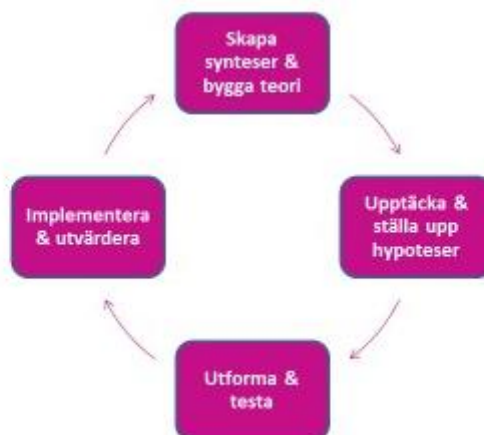 Skapa
synteser &
bygga teori
Upptäcka &
ställa upp
hypoteser
Utforma &
testa
Implementera
& utvärdera